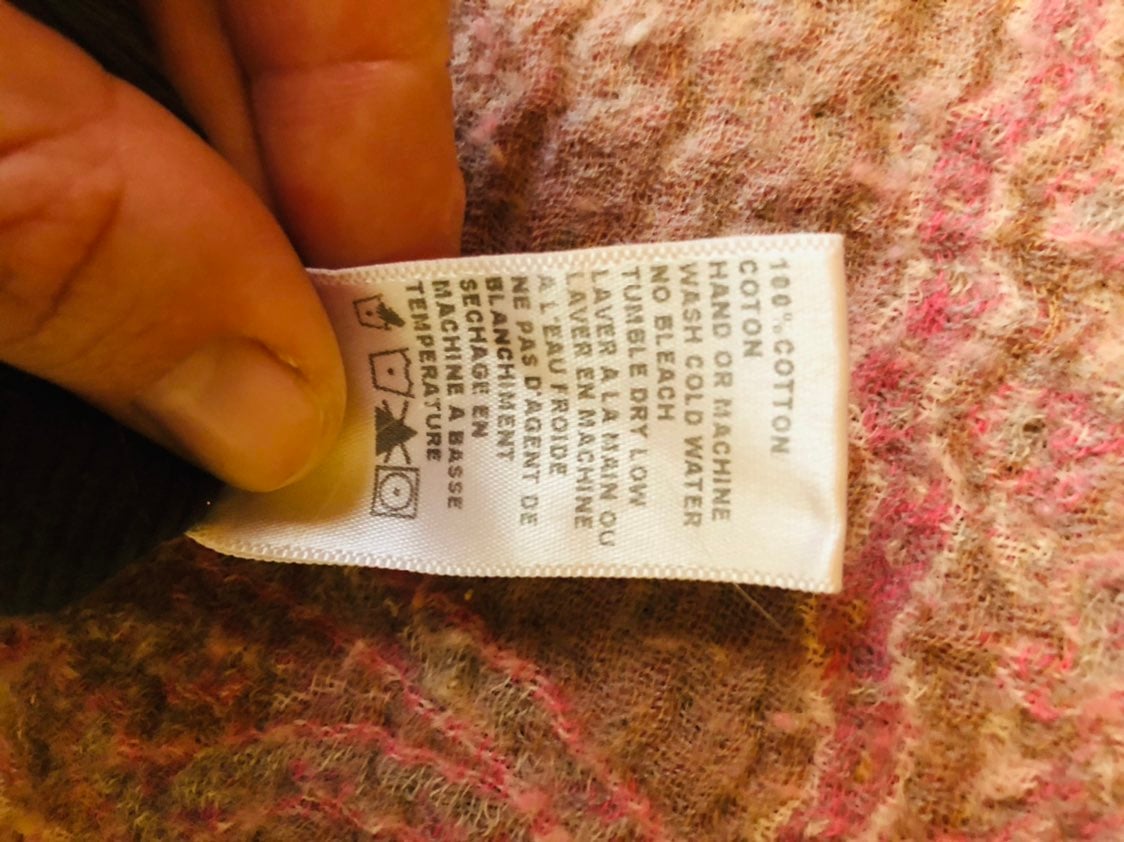 100% COTTON
COTON
HAND OR MACHINE
WASH COLD WATER
NO BLEACH
TUMBLE DRY LOW
LAVER A LA MAIN OU
LAVER EN MACHINE
A L'EAU FROIDE
NE PAS D'AGENT DE
BLANCHIMENT
SECHAGE EN
MACHINE A BASSE
TEMPERATURE